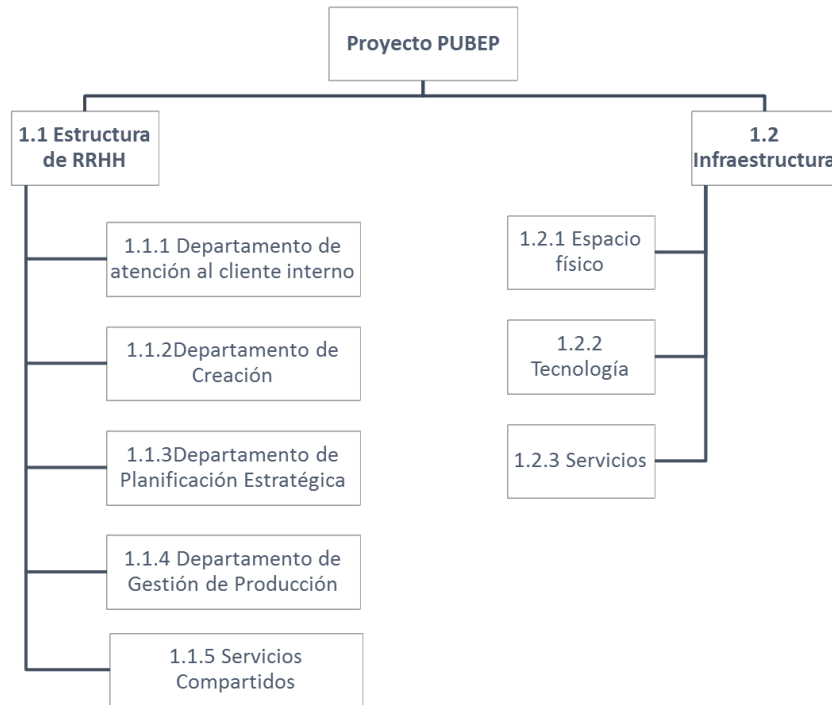 Proyecto PUBEP
1.1 Estructura
de RRHH
1.1.1 Departamento de
atención al cliente interno
1.1.2Departamento de
Creación
1.1.3Departamento de
Planificación Estratégica
1.1.4 Departamento de
Gestión de Producción
1.1.5 Servicios
Compartidos
1.2
Infraestructura
1.2.1 Espacio
físico
1.2.2
Tecnología
1.2.3 Servicios